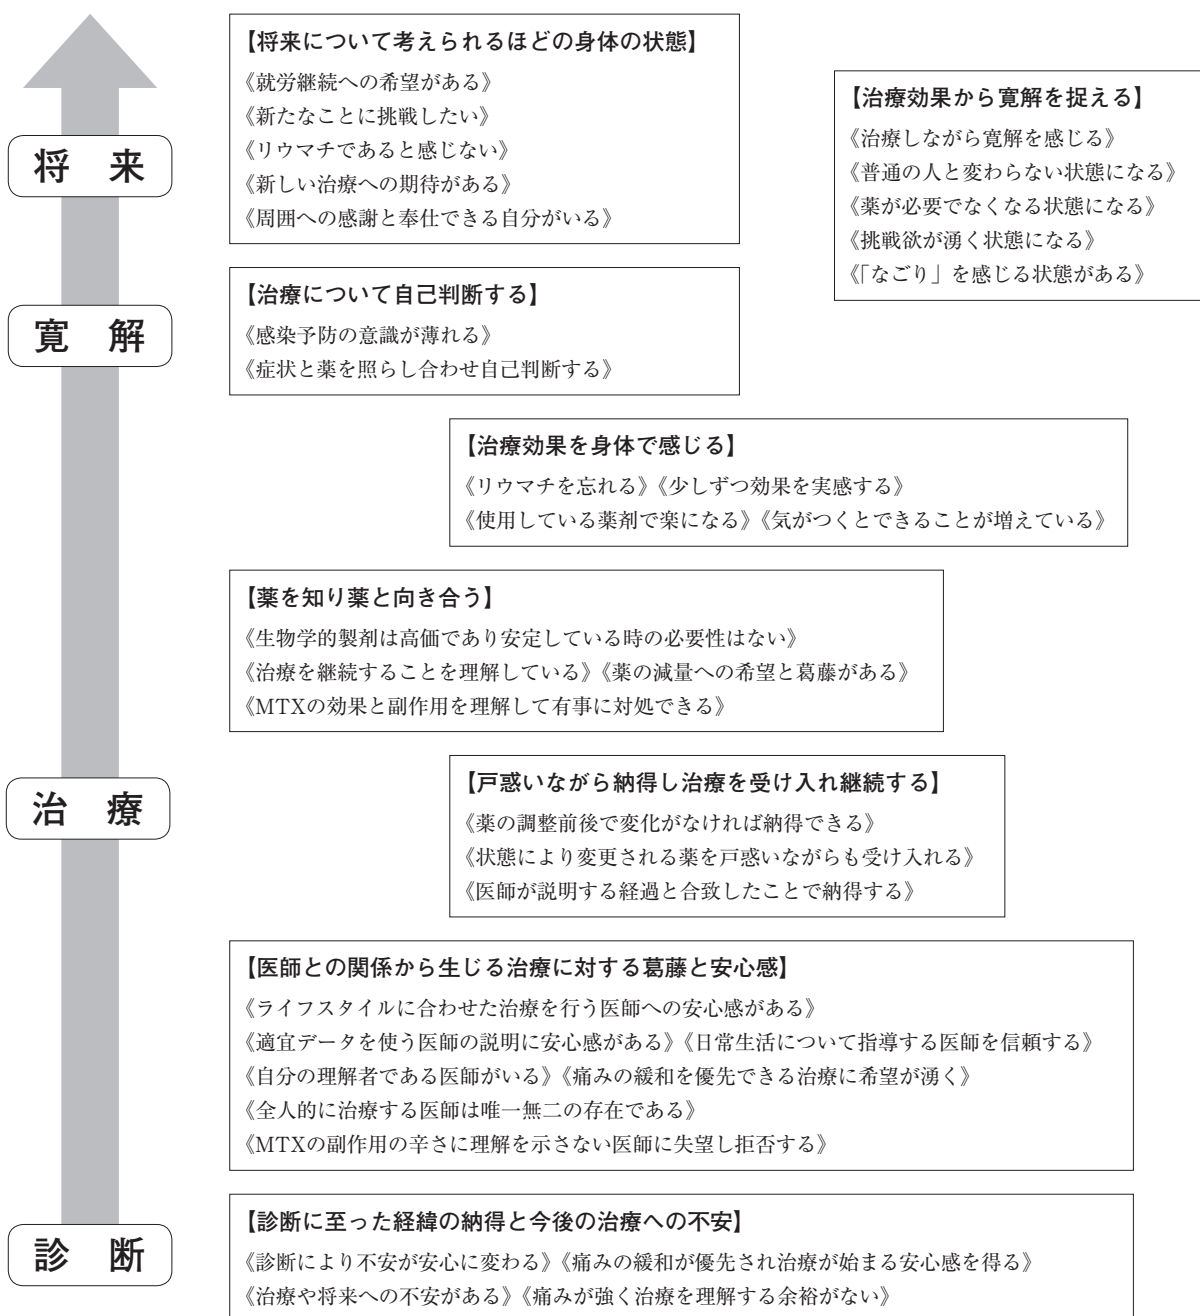 【将来について考えられるほどの身体の状態】
《就労継続への希望がある》
《新たなことに挑戦したい》
《リウマチであると感じない》
《新しい治療への期待がある》
《周囲への感謝と奉仕できる自分がいる》
【治療効果から寛解を捉える】
《治療しながら寛解を感じる》
《普通の人と変わらない状態になる》
《薬が必要でなくなる状態になる》
《挑戦欲が湧く状態になる》
《「なごり」を感じる状態がある》
将 来
【治療について自己判断する】
《感染予防の意識が薄れる》
《症状と薬を照らし合わせ自己判断する》
寛 解
【治療効果を身体で感じる】
《リウマチを忘れる》《少しずつ効果を実感する》
《使用している薬剤で楽になる》《気がつくとできることが増えている》
【薬を知り薬と向き合う】
《生物学的製剤は高価であり安定している時の必要性はない》
《治療を継続することを理解している》《薬の減量への希望と葛藤がある》
《MTXの効果と副作用を理解して有事に対処できる》
治 療
【戸惑いながら納得し治療を受け入れ継続する】
《薬の調整前後で変化がなければ納得できる》
《状態により変更される薬を戸惑いながらも受け入れる》
《医師が説明する経過と合致したことで納得する》
【医師との関係から生じる治療に対する葛藤と安心感】
《ライフスタイルに合わせた治療を行う医師への安心感がある》
《適宜データを使う医師の説明に安心感がある》《日常生活について指導する医師を信頼する》
《自分の理解者である医師がいる》《痛みの緩和を優先できる治療に希望が湧く》
《全人的に治療する医師は唯一無二の存在である》
《MTXの副作用の辛さに理解を示さない医師に失望し拒否する》
診 断
【診断に至った経緯の納得と今後の治療への不安】
《診断により不安が安心に変わる》《痛みの緩和が優先され治療が始まる安心感を得る》
《治療や将来への不安がある》《痛みが強く治療を理解する余裕がない》